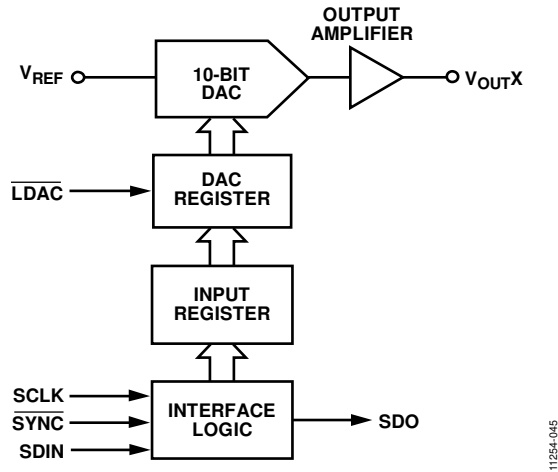 OUTPUT
AMPLIFIER
VREF
10-BIT
DAC
VOUTX
LDAC
DAC
REGISTER
INPUT
REGISTER
SCLK
SYNC
SDIN
INTERFACE
LOGIC
SDO
11254-045